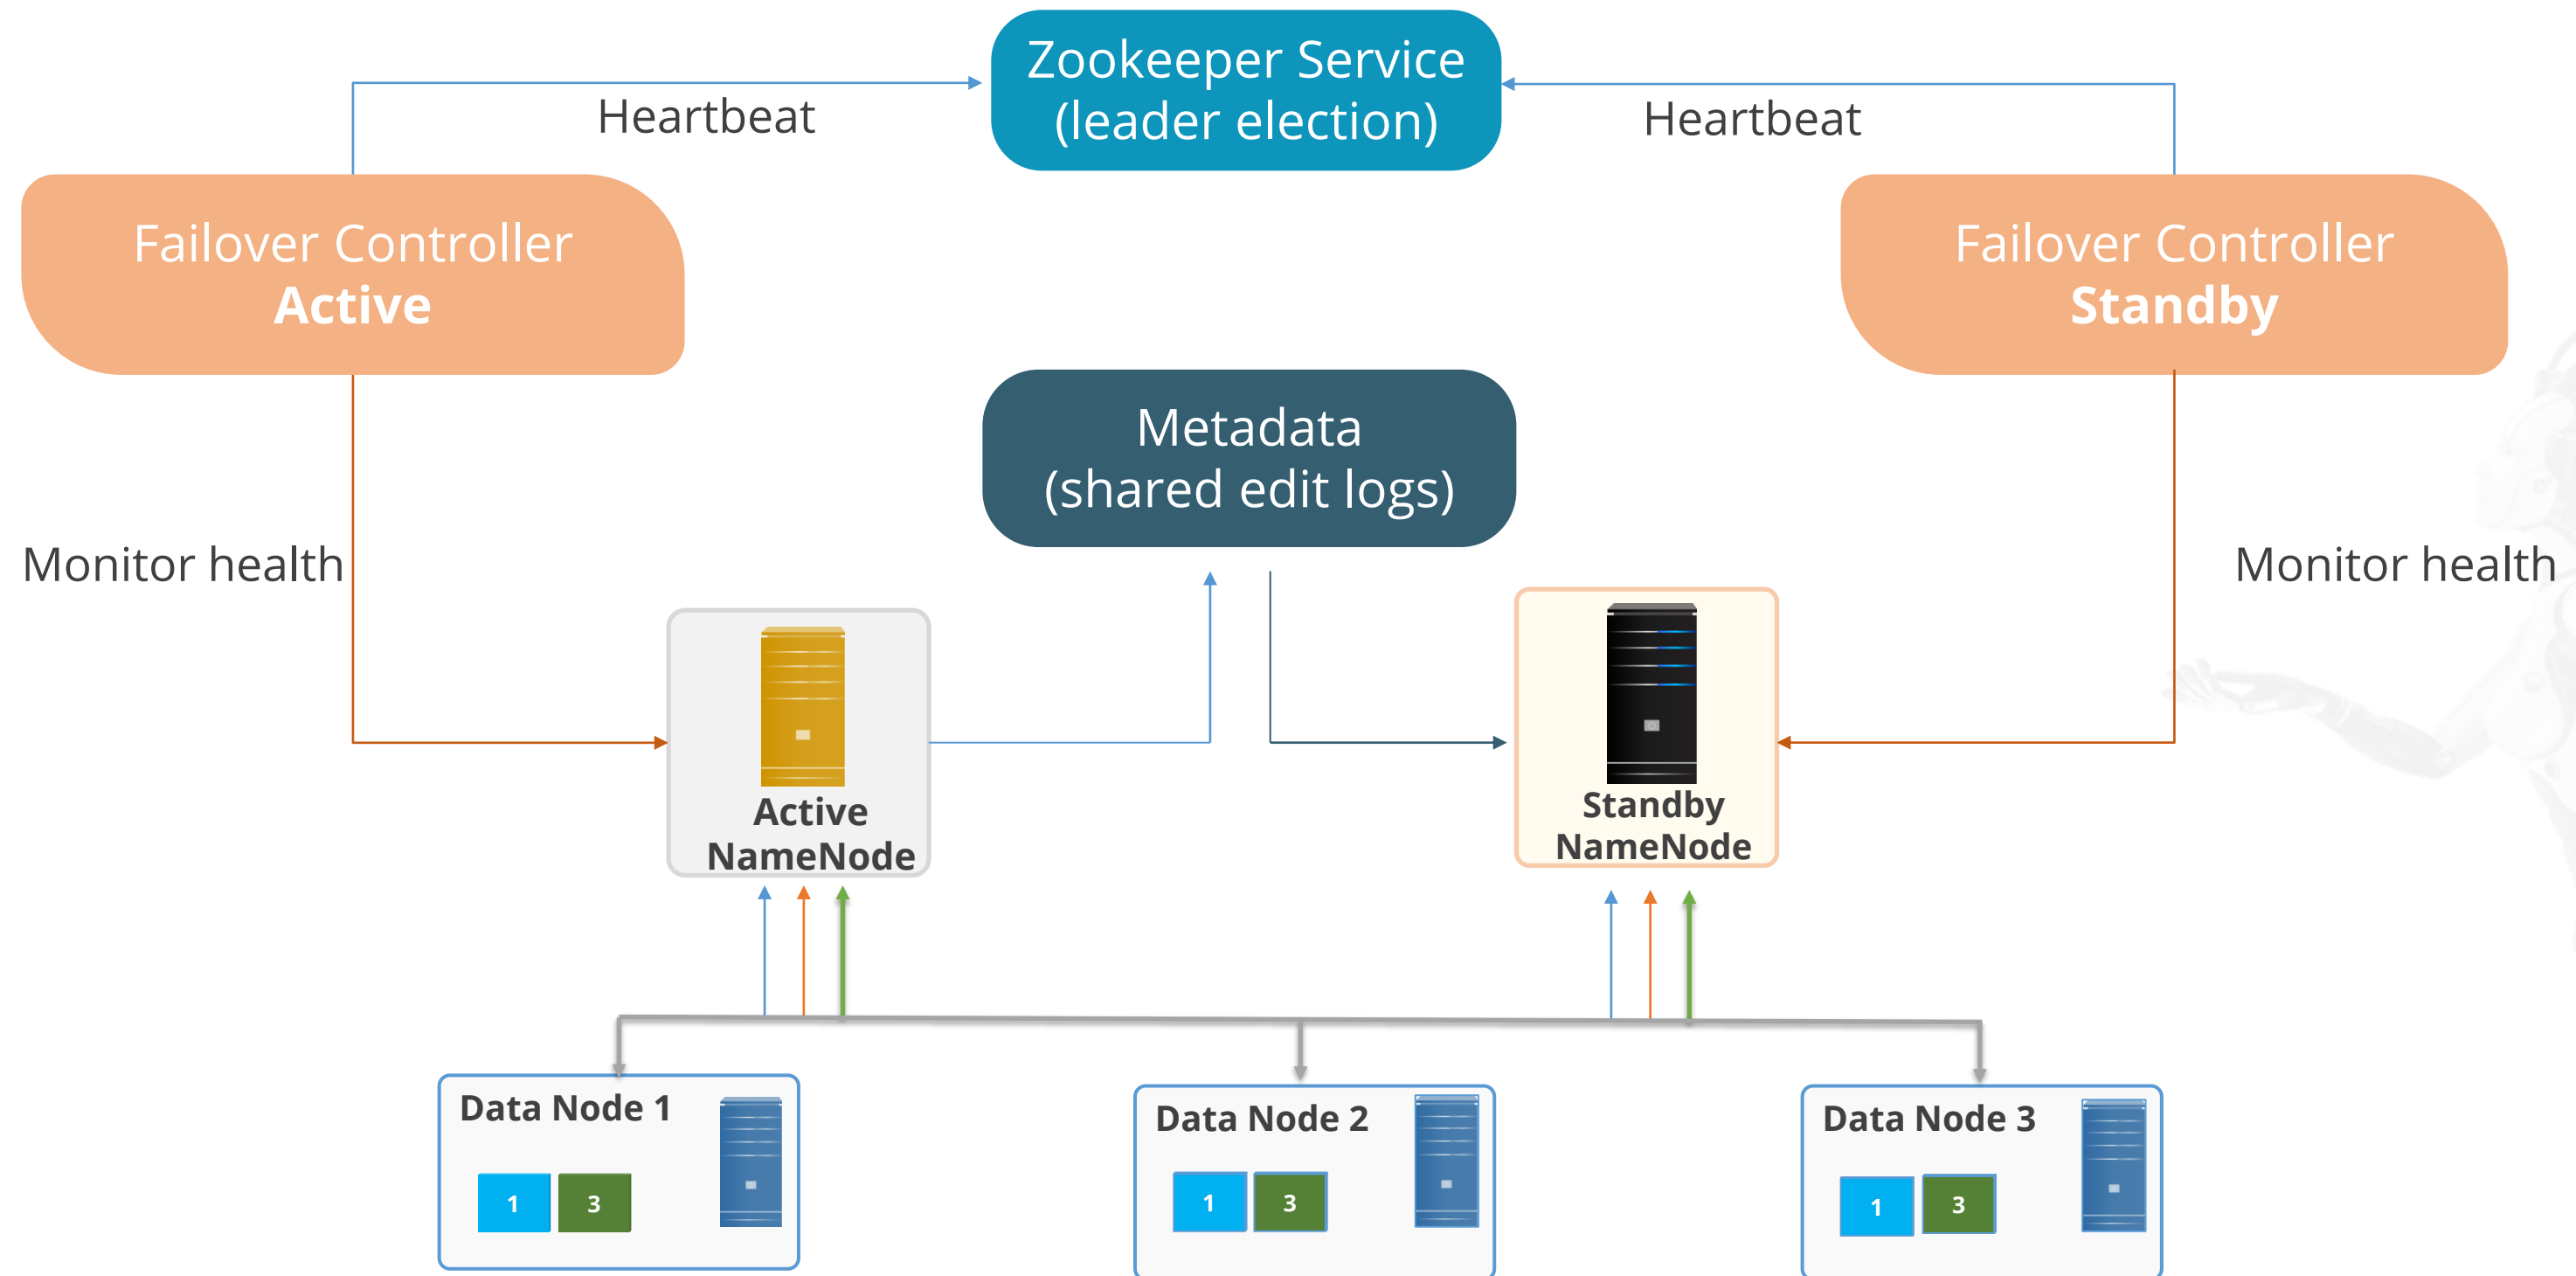 Zookeeper Service
(leader election)
Heartbeat
Heartbeat
Failover Controller
Active
Failover Controller
Standby
Metadata
(shared edit logs)
Monitor health
Monitor health
Active
NameNode
Standby
NameNode
Data Node 1
1
3
Data Node 2
1
3
Data Node 3
1
3